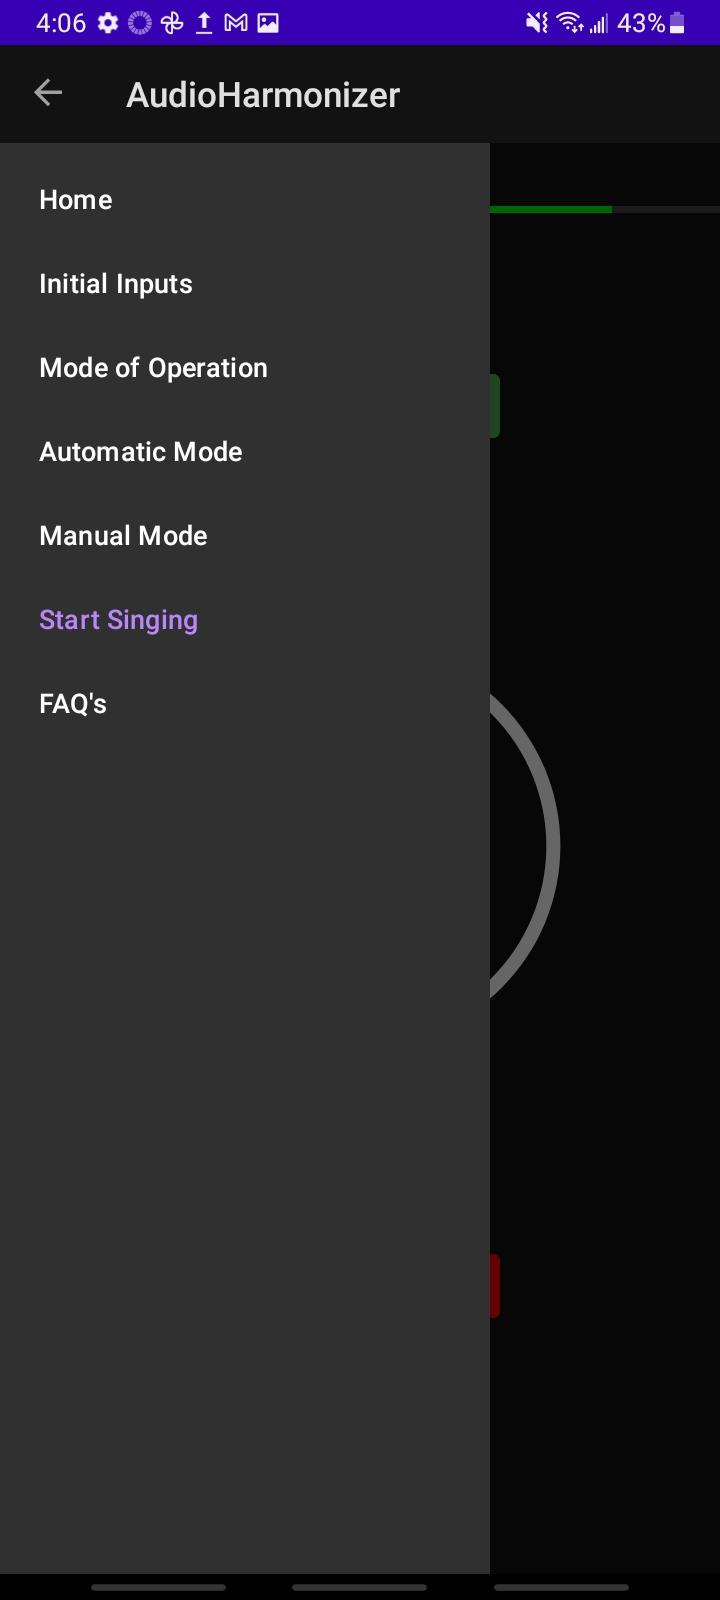 4:06 43%
AudioHarmonizer
Home
Initial Inputs
Mode of Operation
Automatic Mode
Manual Mode
Start Singing
FAQ's